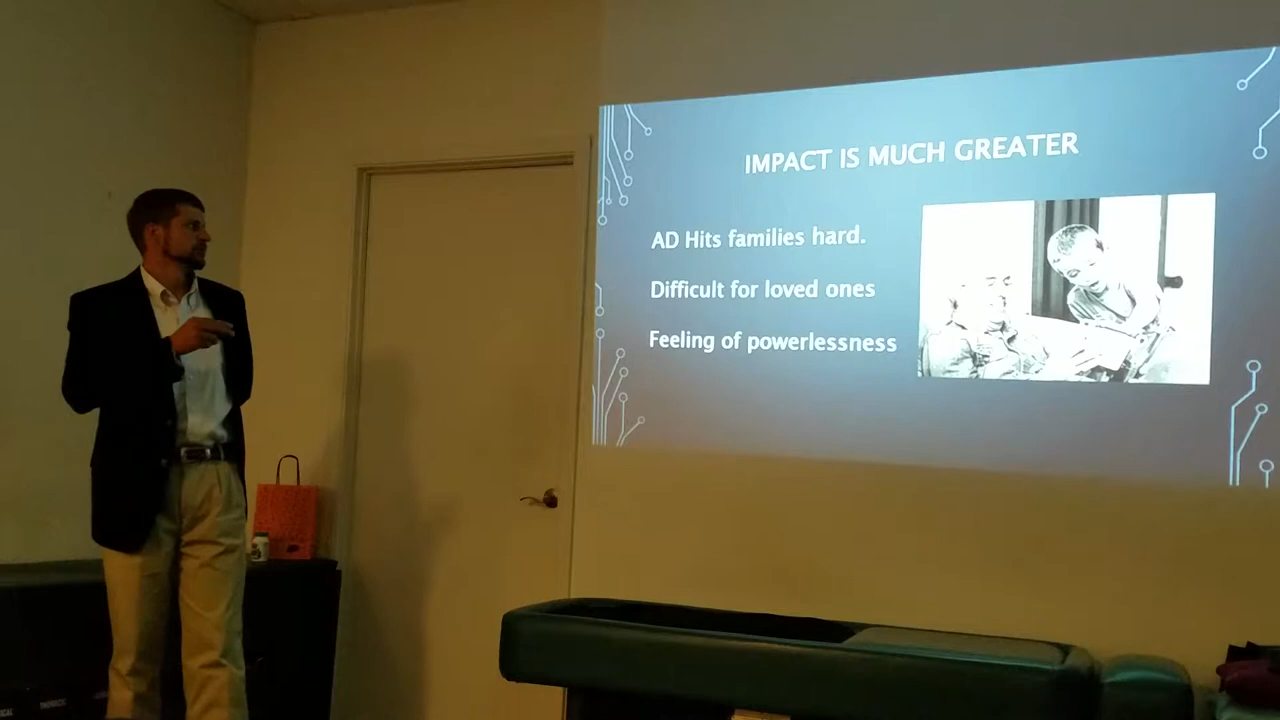 IMPACT IS MUCH GREATER
AD Hits families hard.
Difficult for loved ones
Feeling of powerlessness